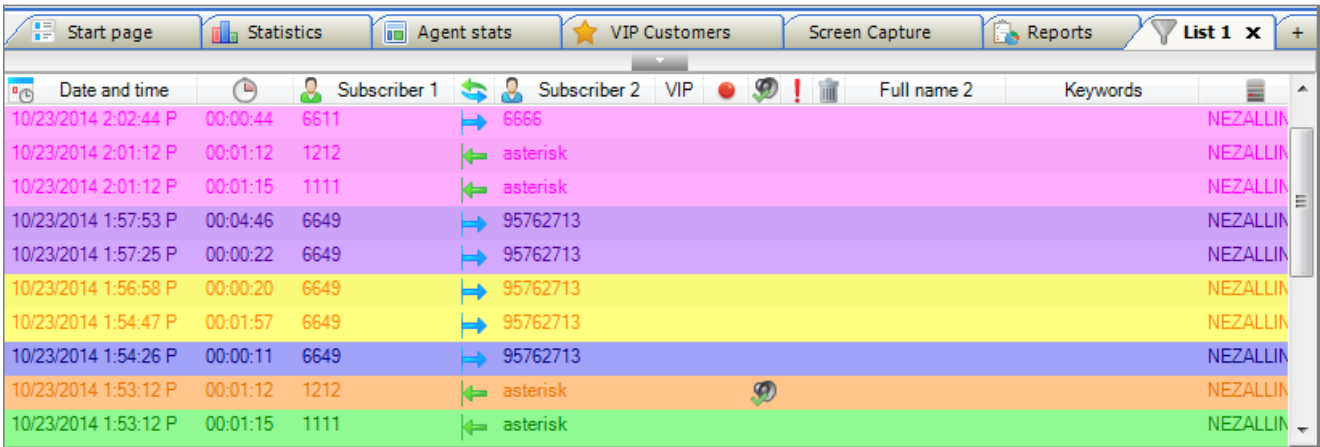 Start page Statistics Agent stats VIP Customers Screen Capture Reports List 1 x +
Date and time Subscriber 1 Subscriber 2 VIP Full name 2 Keywords
10/23/2014 2:02:44 P 00:00:44 6611 6666 NEZALLIN
10/23/2014 2:01:12 P 00:01:12 1212 asterisk NEZALLIN
10/23/2014 2:01:12 P 00:01:15 1111 asterisk NEZALLIN
10/23/2014 1:57:53 P 00:04:46 6649 95762713 NEZALLIN
10/23/2014 1:57:25 P 00:00:22 6649 95762713 NEZALLIN
10/23/2014 1:56:58 P 00:00:20 6649 95762713 NEZALLIN
10/23/2014 1:54:47 P 00:01:57 6649 95762713 NEZALLIN
10/23/2014 1:54:26 P 00:00:11 6649 95762713 NEZALLIN
10/23/2014 1:53:12 P 00:01:12 1212 asterisk NEZALLIN
10/23/2014 1:53:12 P 00:01:15 1111 asterisk NEZALLIN